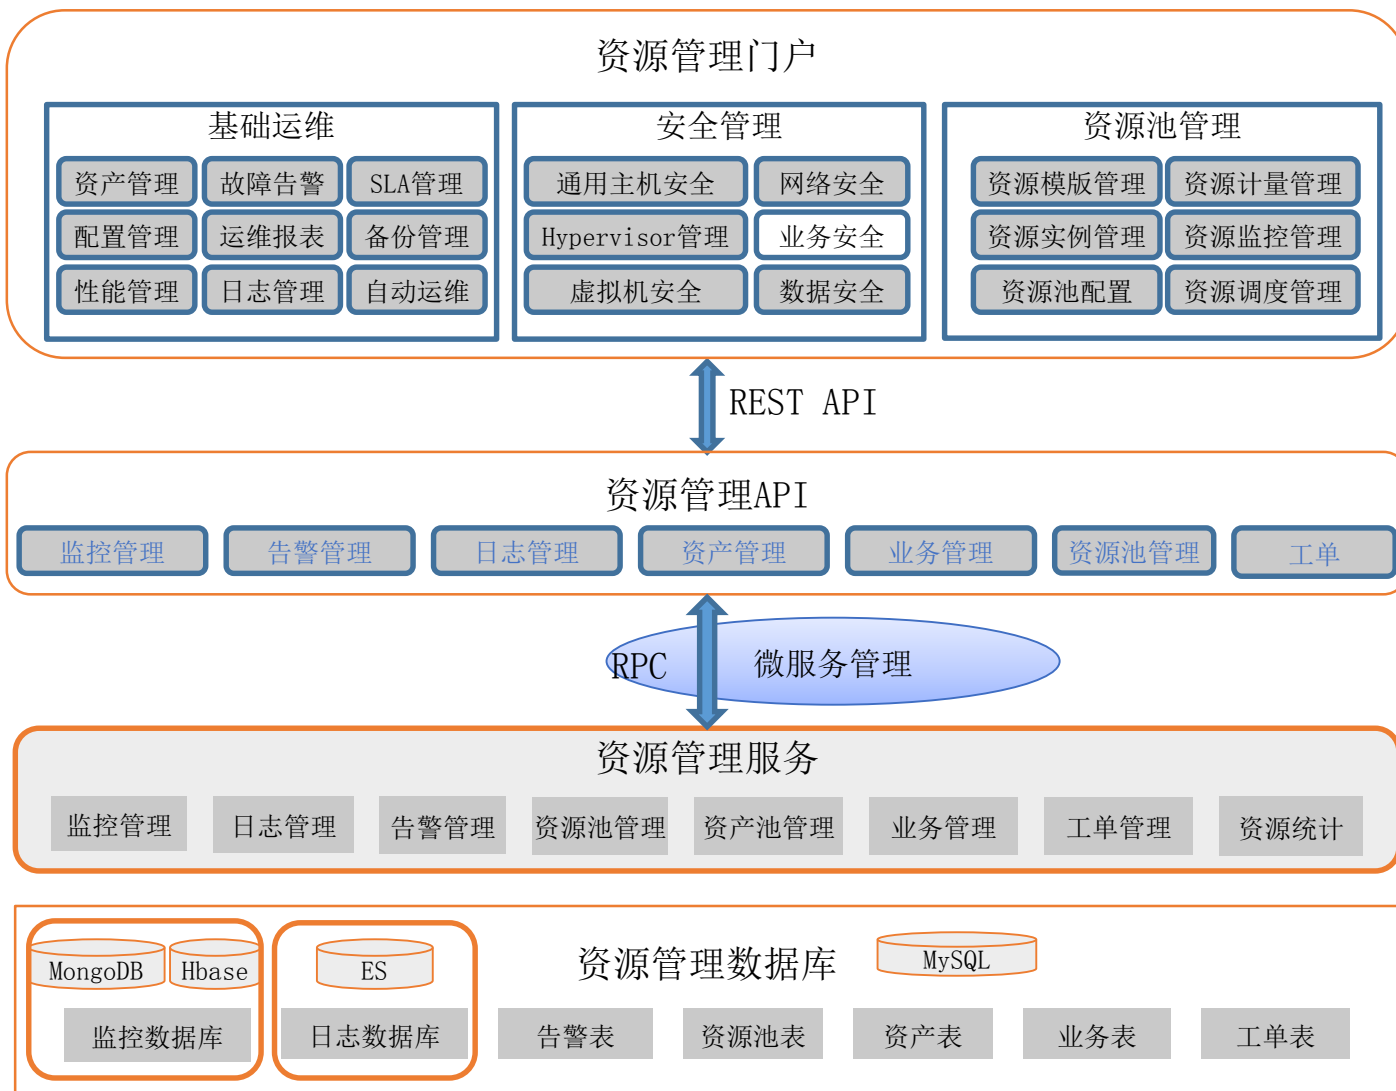 资源管理门户
基础运维
资产管理 故障告警 SLA管理
配置管理 运维报表 备份管理
性能管理 日志管理 自动运维
安全管理
通用主机安全 网络安全
Hypervisor管理 业务安全
虚拟机安全 数据安全
资源池管理
资源模版管理 资源计量管理
资源实例管理 资源监控管理
资源池配置 资源调度管理
REST API
资源管理API
监控管理 告警管理 日志管理 资产管理 业务管理 资源池管理 工单
RPC 微服务管理
资源管理服务
监控管理 日志管理 告警管理 资源池管理 资产池管理 业务管理 工单管理 资源统计
MongoDB Hbase ES 资源管理数据库 MySQL
监控数据库 日志数据库 告警表 资源池表 资产表 业务表 工单表